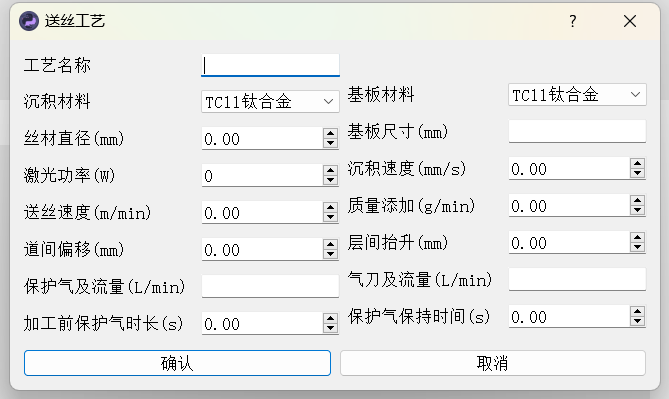 送丝工艺
工艺名称
沉积材料 TC11钛合金 基板材料 TC11钛合金
丝材直径(mm) 0.00 基板尺寸(mm)
激光功率(W) 0 沉积速度(mm/s) 0.00
送丝速度(m/min) 0.00 质量添加(g/min) 0.00
道间偏移(mm) 0.00 层间抬升(mm) 0.00
保护气及流量(L/min) 气刀及流量(L/min)
加工前保护气时长(s) 0.00 保护气保持时间(s) 0.00
确认 取消